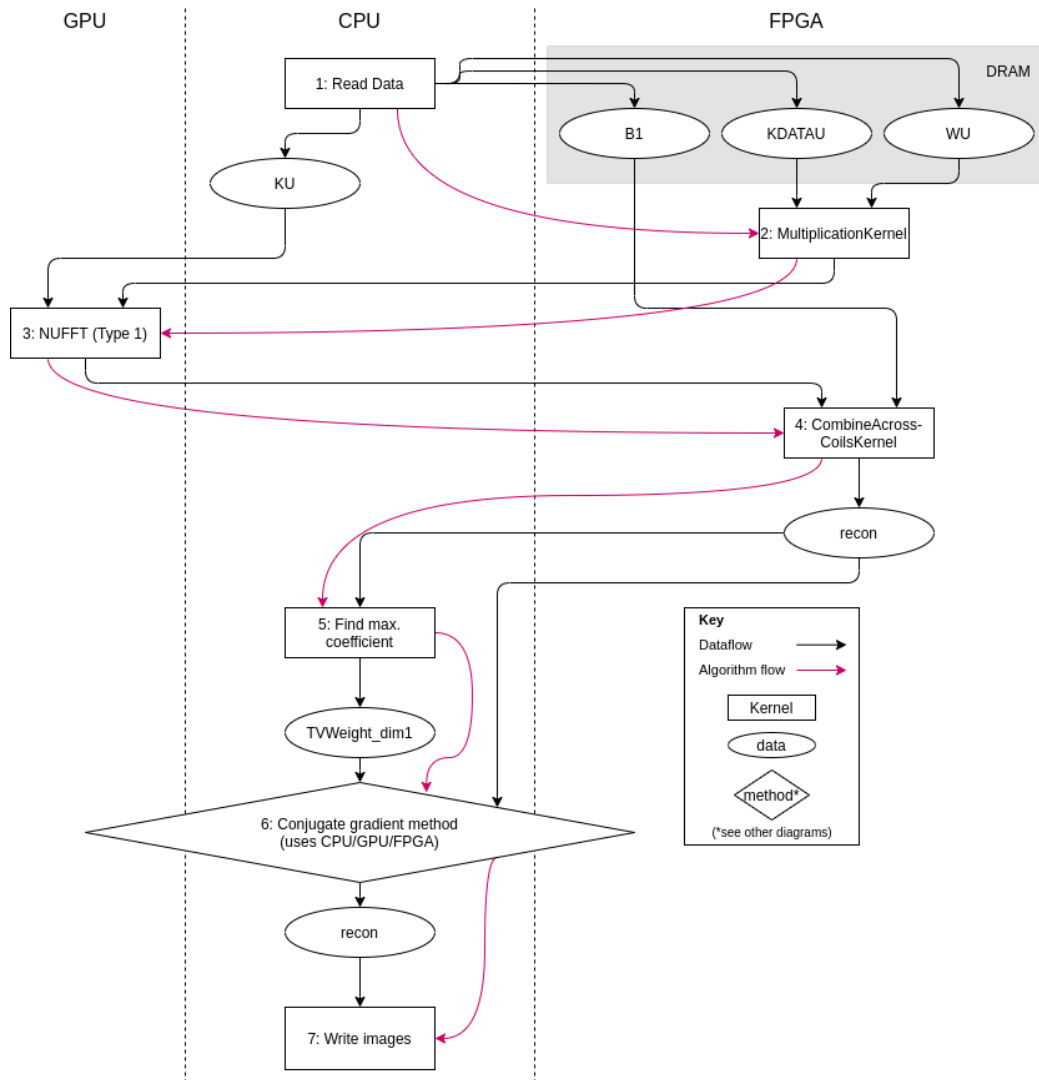 GPU
CPU
FPGA
DRAM
1: Read Data
B1
KDATAU
WU
KU
2: MultiplicationKernel
3: NUFFT (Type 1)
4: CombineAcross-
CoilsKernel
recon
5: Find max.
coefficient
TVWeight_dim1
6: Conjugate gradient method
(uses CPU/GPU/FPGA)
recon
7: Write images
Key
Dataflow
Algorithm flow
Kernel
data
method*
(*see other diagrams)